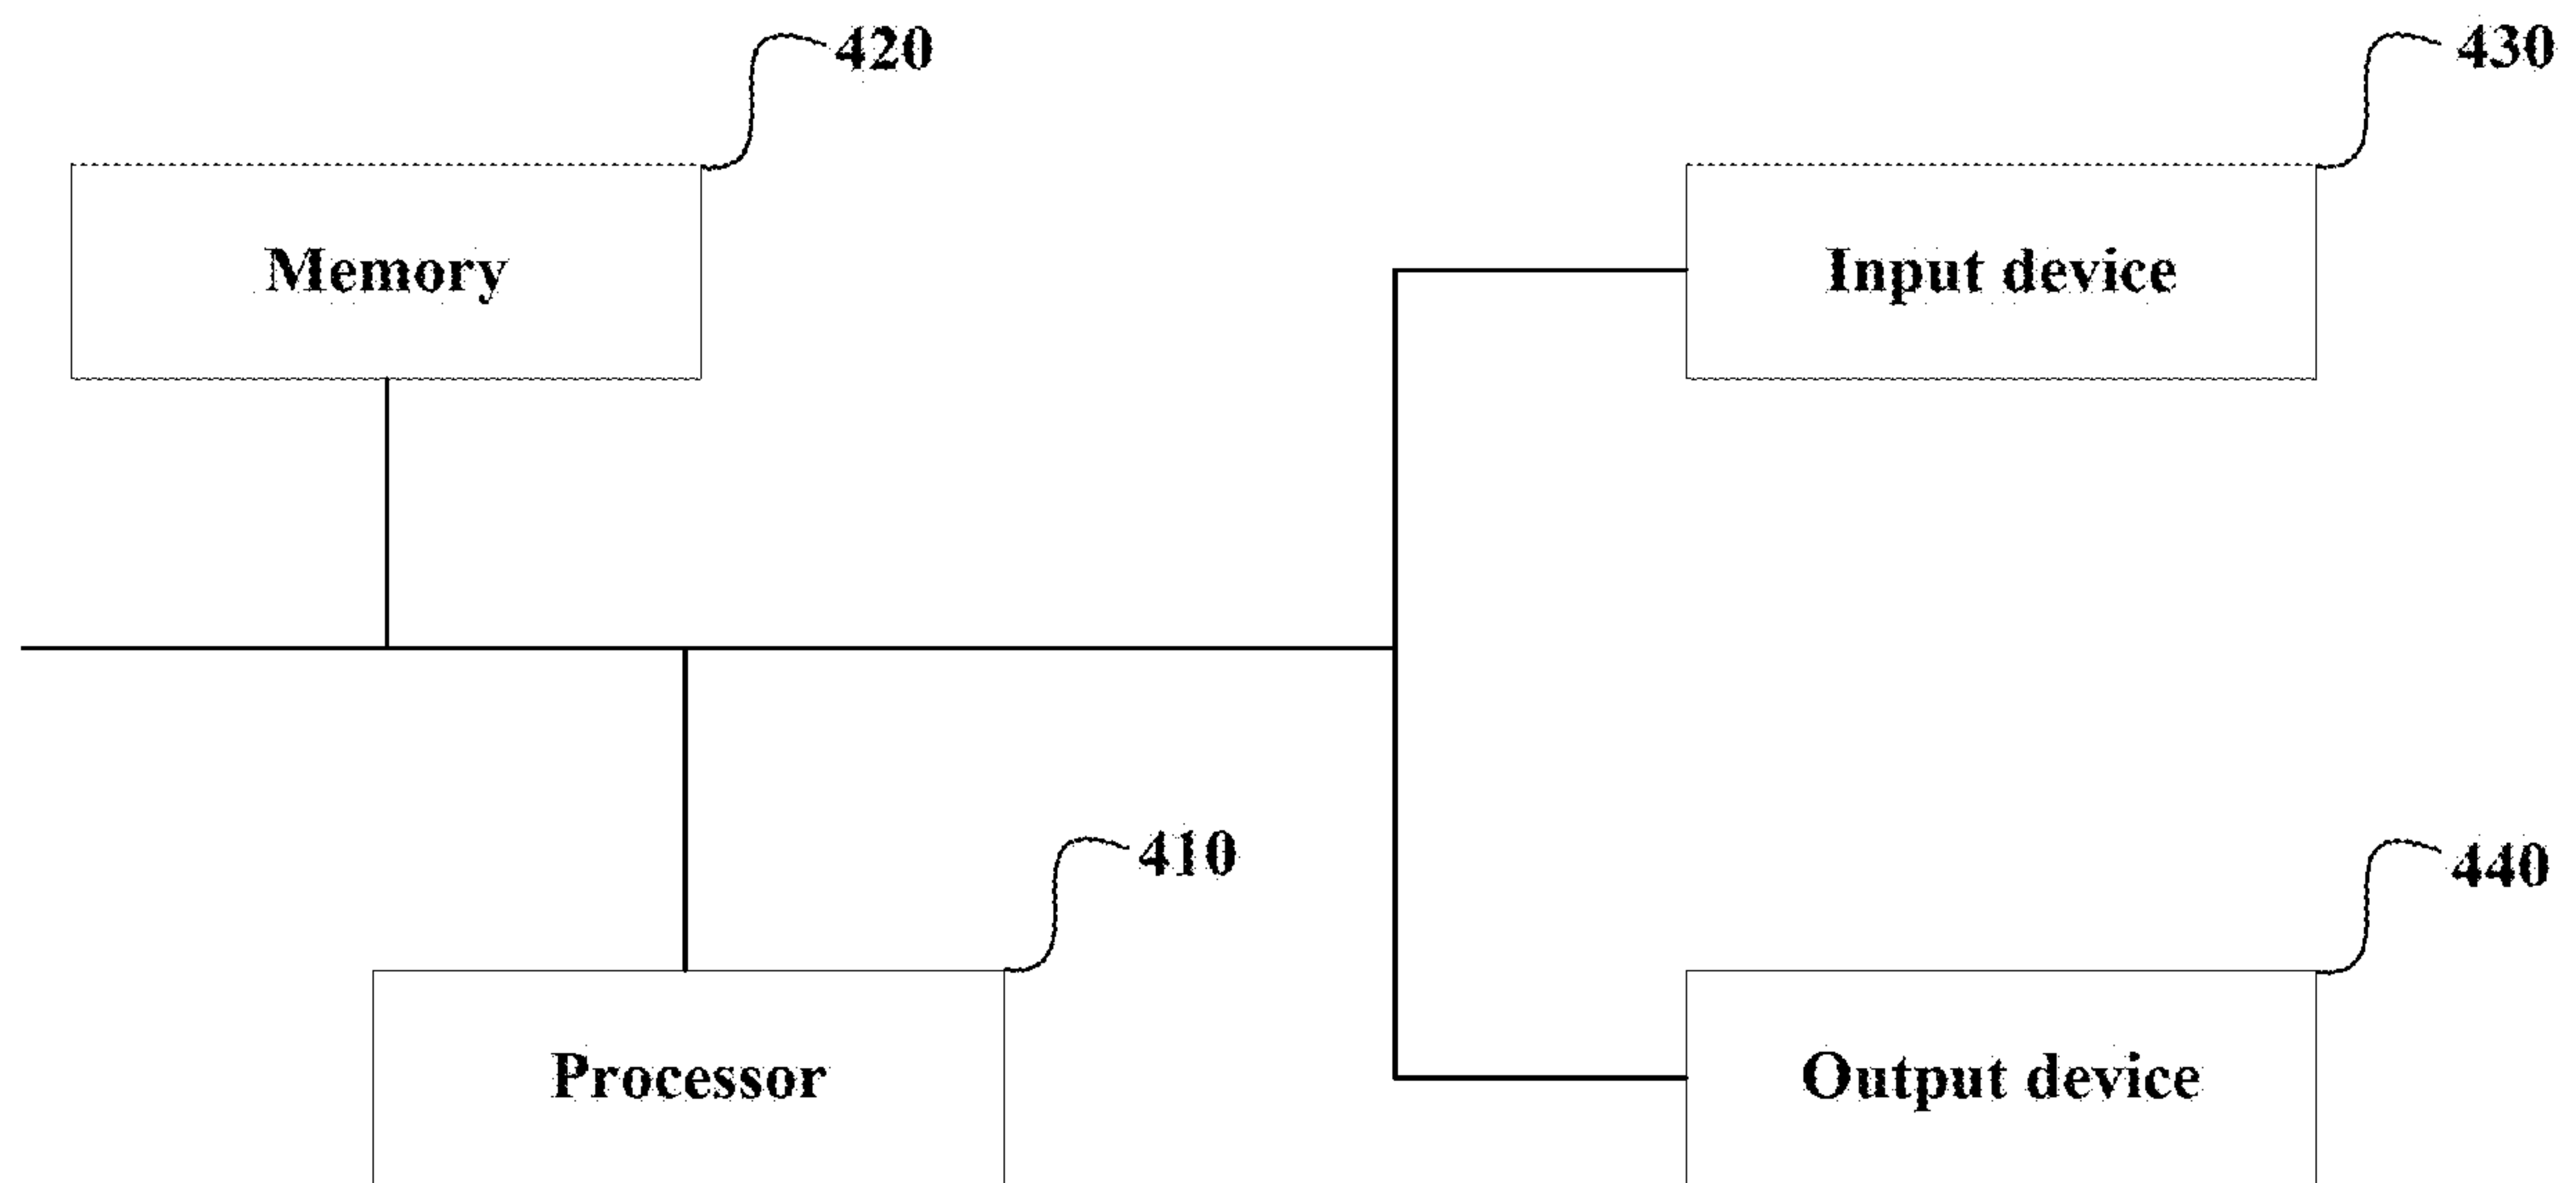 420
430
Memory
Input device
410
440
Processor
Output device